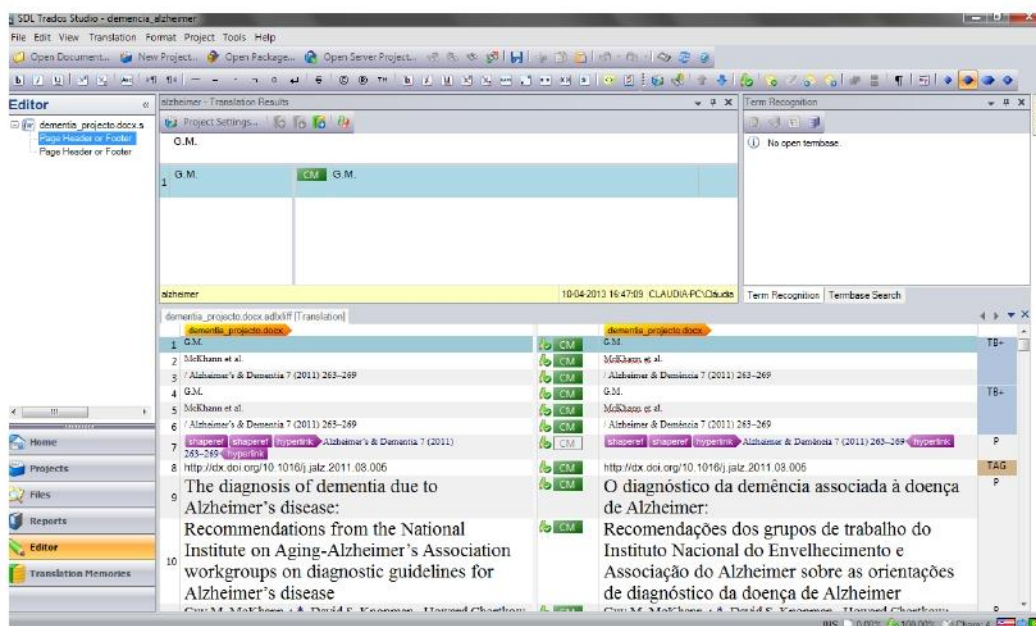 SDL Trados Studio - demencia_alzheimer
File Edit View Translation Format Project Tools Help
Open Document... New Project... Open Package... Open Server Project...
Editor
alzheimer - Translation Results
Term Recognition
dementia_projecto.docx.s
Page Header or Footer
Page Header or Footer
Project Settings...
G.M.
No open termbase.
1 G.M. CM G.M.
alzheimer 10-04-2013 16:47:09 CLAUDIA-PC\Cláudia
Term Recognition Termbase Search
dementia_projecto.docx.sdlxliff [Translation]
dementia_projecto.docx dementia_projecto.docx
1 G.M. CM G.M. TB+
2 McKhann et al. CM McKhann et al.
3 / Alzheimer's & Dementia 7 (2011) 263–269 CM / Alzheimer & Demência 7 (2011) 263–269
4 G.M. CM G.M. TB+
5 McKhann et al. CM McKhann et al.
6 / Alzheimer's & Dementia 7 (2011) 263–269 CM / Alzheimer & Demência 7 (2011) 263–269
7 shaperef shaperef hyperlink Alzheimer's & Dementia 7 (2011) CM shaperef shaperef hyperlink Alzheimer & Demência 7 (2011) 263–269 hyperlink P
263–269 hyperlink
8 http://dx.doi.org/10.1016/j.jalz.2011.03.005 CM http://dx.doi.org/10.1016/j.jalz.2011.03.005 TAG
9 The diagnosis of dementia due to CM O diagnóstico da demência associada à doença P
Alzheimer's disease: de Alzheimer:
10 Recommendations from the National CM Recomendações dos grupos de trabalho do
Institute on Aging-Alzheimer's Association Instituto Nacional do Envelhecimento e
workgroups on diagnostic guidelines for Associação do Alzheimer sobre as orientações
Alzheimer's disease de diagnóstico da doença de Alzheimer
Home
Projects
Files
Reports
Editor
Translation Memories
INS 0.00% 100.00% Chars: 4